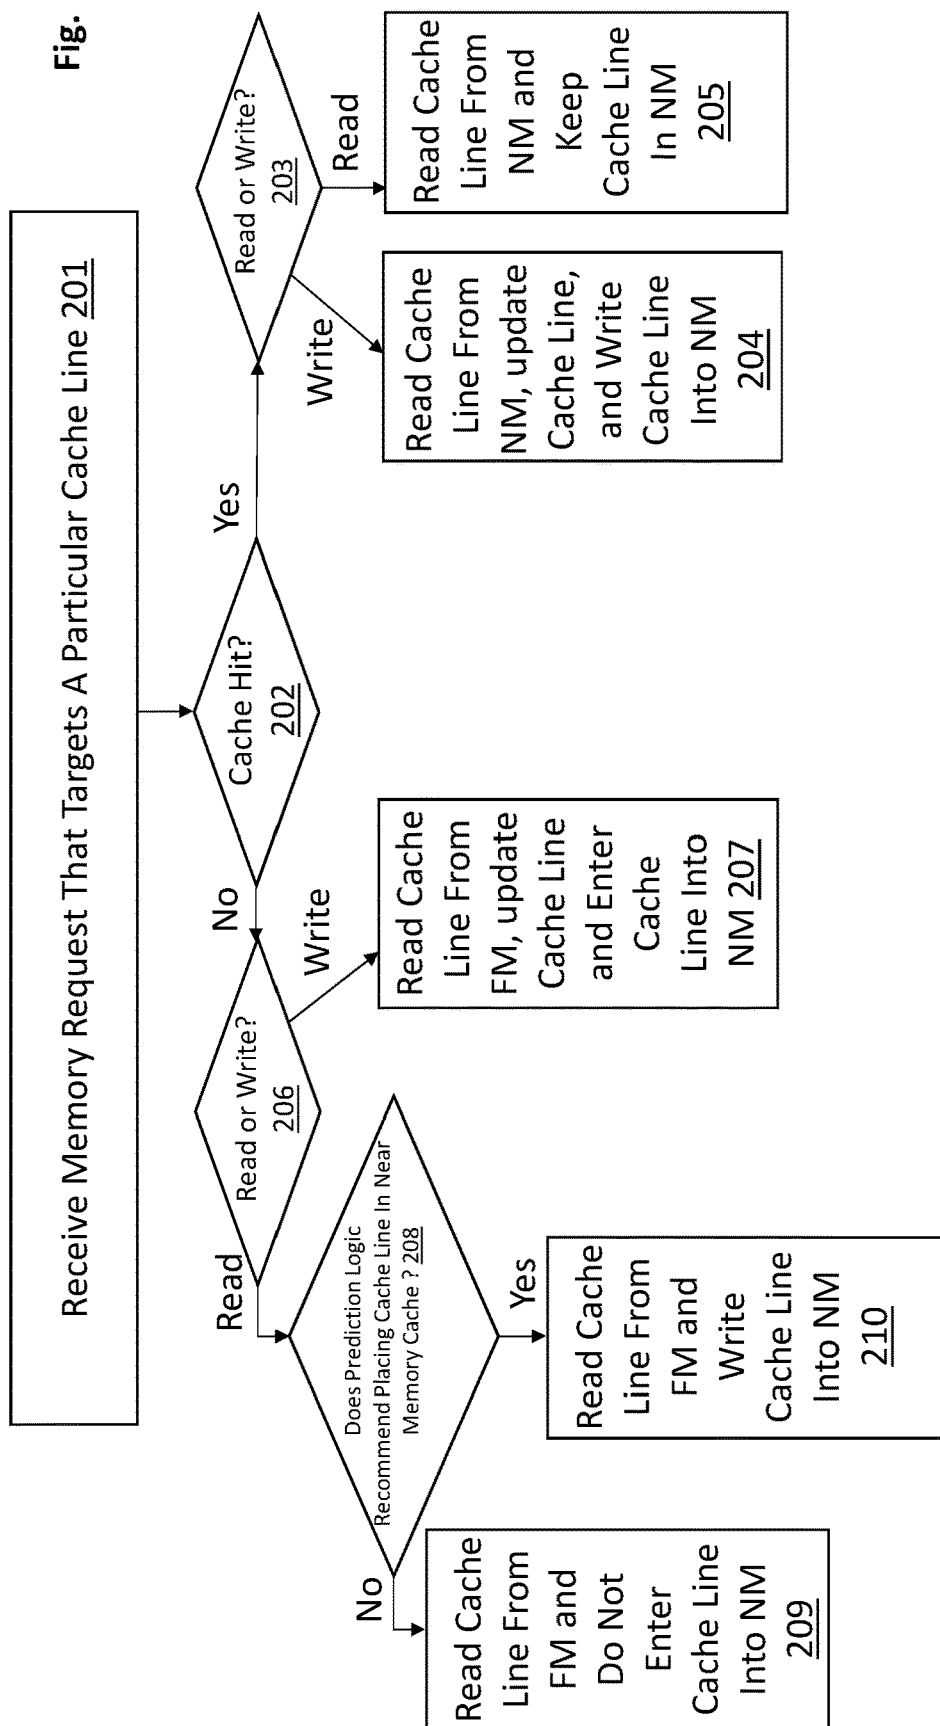 Fig.
Receive Memory Request That Targets A Particular Cache Line 201
Cache Hit?
202
No
Yes
Read or Write?
206
Read
Write
Read or Write?
203
Write
Read
Does Prediction Logic
Recommend Placing Cache Line In Near
Memory Cache ? 208
No
Yes
Read Cache
Line From
FM and
Do Not
Enter
Cache Line
Into NM
209
Read Cache
Line From
FM and
Write
Cache Line
Into NM
210
Read Cache
Line From
FM, update
Cache Line
and Enter
Cache
Line Into
NM 207
Read Cache
Line From
NM, update
Cache Line,
and Write
Cache Line
Into NM
204
Read Cache
Line From
NM and
Keep
Cache Line
In NM
205